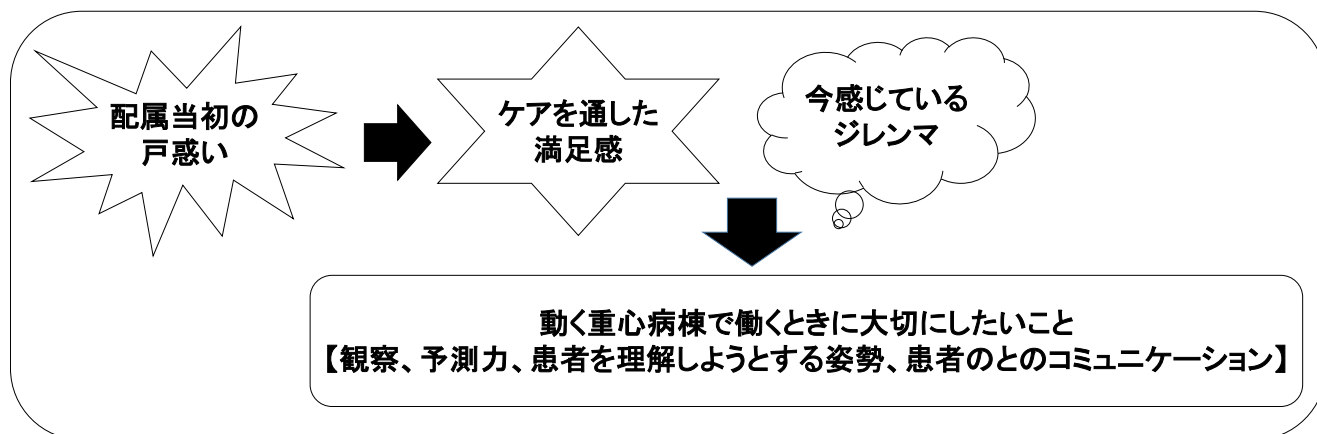 配属当初の
戸惑い
ケアを通した
満足感
今感じている
ジレンマ
動く重心病棟で働くときに大切にしたいこと
【観察、予測力、患者を理解しようとする姿勢、患者のとのコミュニケーション】